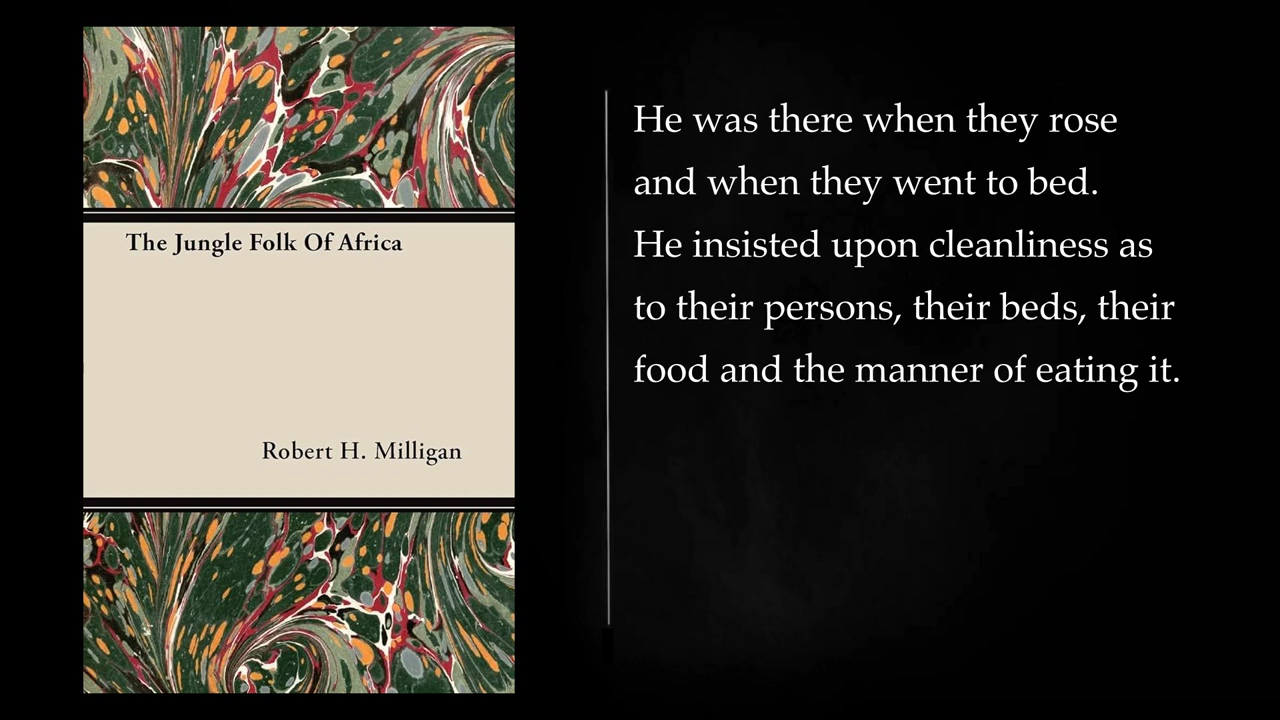 The Jungle Folk Of Africa
Robert H. Milligan
He was there when they rose
and when they went to bed.
He insisted upon cleanliness as
to their persons, their beds, their
food and the manner of eating it.